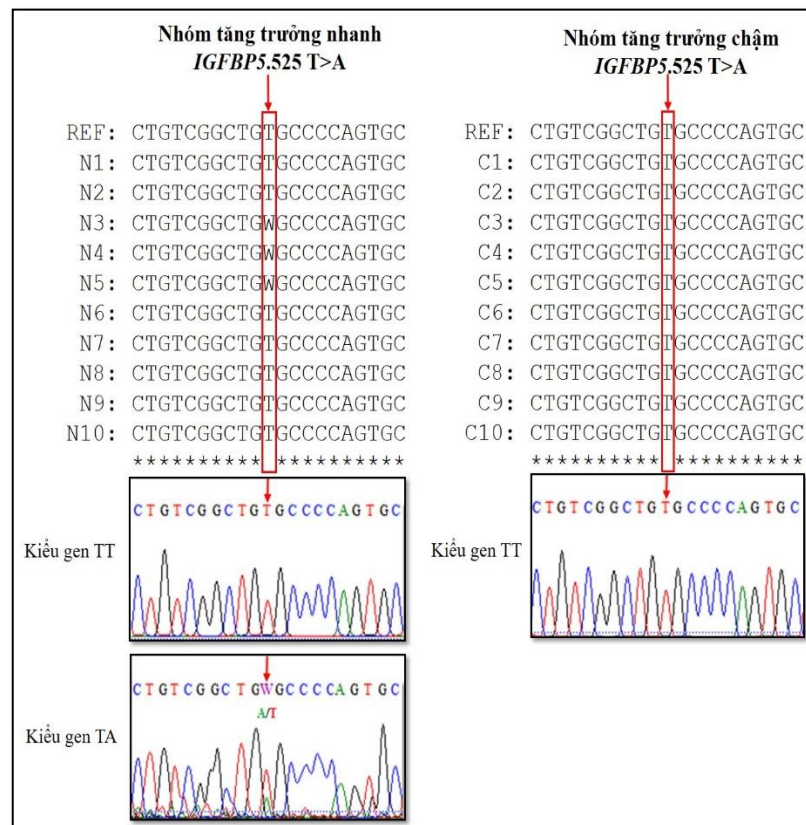 Nhóm tăng trưởng nhanh
IGFBP5.525 T>A
REF: CTGTCGGCTGTGCCCCAGTGC
N1: CTGTCGGCTGTGCCCCAGTGC
N2: CTGTCGGCTGTGCCCCAGTGC
N3: CTGTCGGCTGWGCCCCAGTGC
N4: CTGTCGGCTGWGCCCCAGTGC
N5: CTGTCGGCTGWGCCCCAGTGC
N6: CTGTCGGCTGTGCCCCAGTGC
N7: CTGTCGGCTGTGCCCCAGTGC
N8: CTGTCGGCTGTGCCCCAGTGC
N9: CTGTCGGCTGTGCCCCAGTGC
N10: CTGTCGGCTGTGCCCCAGTGC
********** **********
Kiểu gen TT
CTGTCGGCTGTGCCCCAGTGC
Kiểu gen TA
CTGTCGGCTGWGCCCCAGTGC
A/T
Nhóm tăng trưởng chậm
IGFBP5.525 T>A
REF: CTGTCGGCTGTGCCCCAGTGC
C1: CTGTCGGCTGTGCCCCAGTGC
C2: CTGTCGGCTGTGCCCCAGTGC
C3: CTGTCGGCTGTGCCCCAGTGC
C4: CTGTCGGCTGTGCCCCAGTGC
C5: CTGTCGGCTGTGCCCCAGTGC
C6: CTGTCGGCTGTGCCCCAGTGC
C7: CTGTCGGCTGTGCCCCAGTGC
C8: CTGTCGGCTGTGCCCCAGTGC
C9: CTGTCGGCTGTGCCCCAGTGC
C10: CTGTCGGCTGTGCCCCAGTGC
********** **********
Kiểu gen TT
CTGTCGGCTGTGCCCCAGTGC